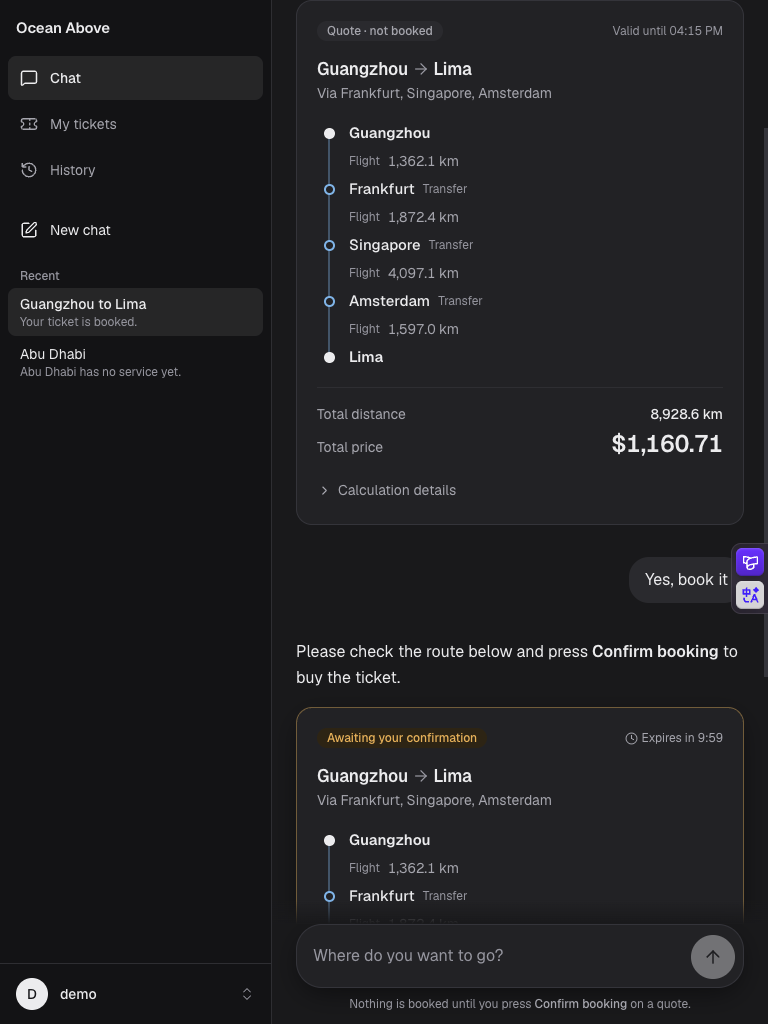 Ocean Above
Chat
My tickets
History
New chat
Recent
Guangzhou to Lima
Your ticket is booked.
Abu Dhabi
Abu Dhabi has no service yet.
D
demo
Quote · not booked
Valid until 04:15 PM
Guangzhou → Lima
Via Frankfurt, Singapore, Amsterdam
Guangzhou
Flight 1,362.1 km
Frankfurt Transfer
Flight 1,872.4 km
Singapore Transfer
Flight 4,097.1 km
Amsterdam Transfer
Flight 1,597.0 km
Lima
Total distance 8,928.6 km
Total price $1,160.71
Calculation details
Yes, book it
Please check the route below and press Confirm booking to
buy the ticket.
Awaiting your confirmation
Expires in 9:59
Guangzhou → Lima
Via Frankfurt, Singapore, Amsterdam
Guangzhou
Flight 1,362.1 km
Frankfurt Transfer
Where do you want to go?
Nothing is booked until you press Confirm booking on a quote.